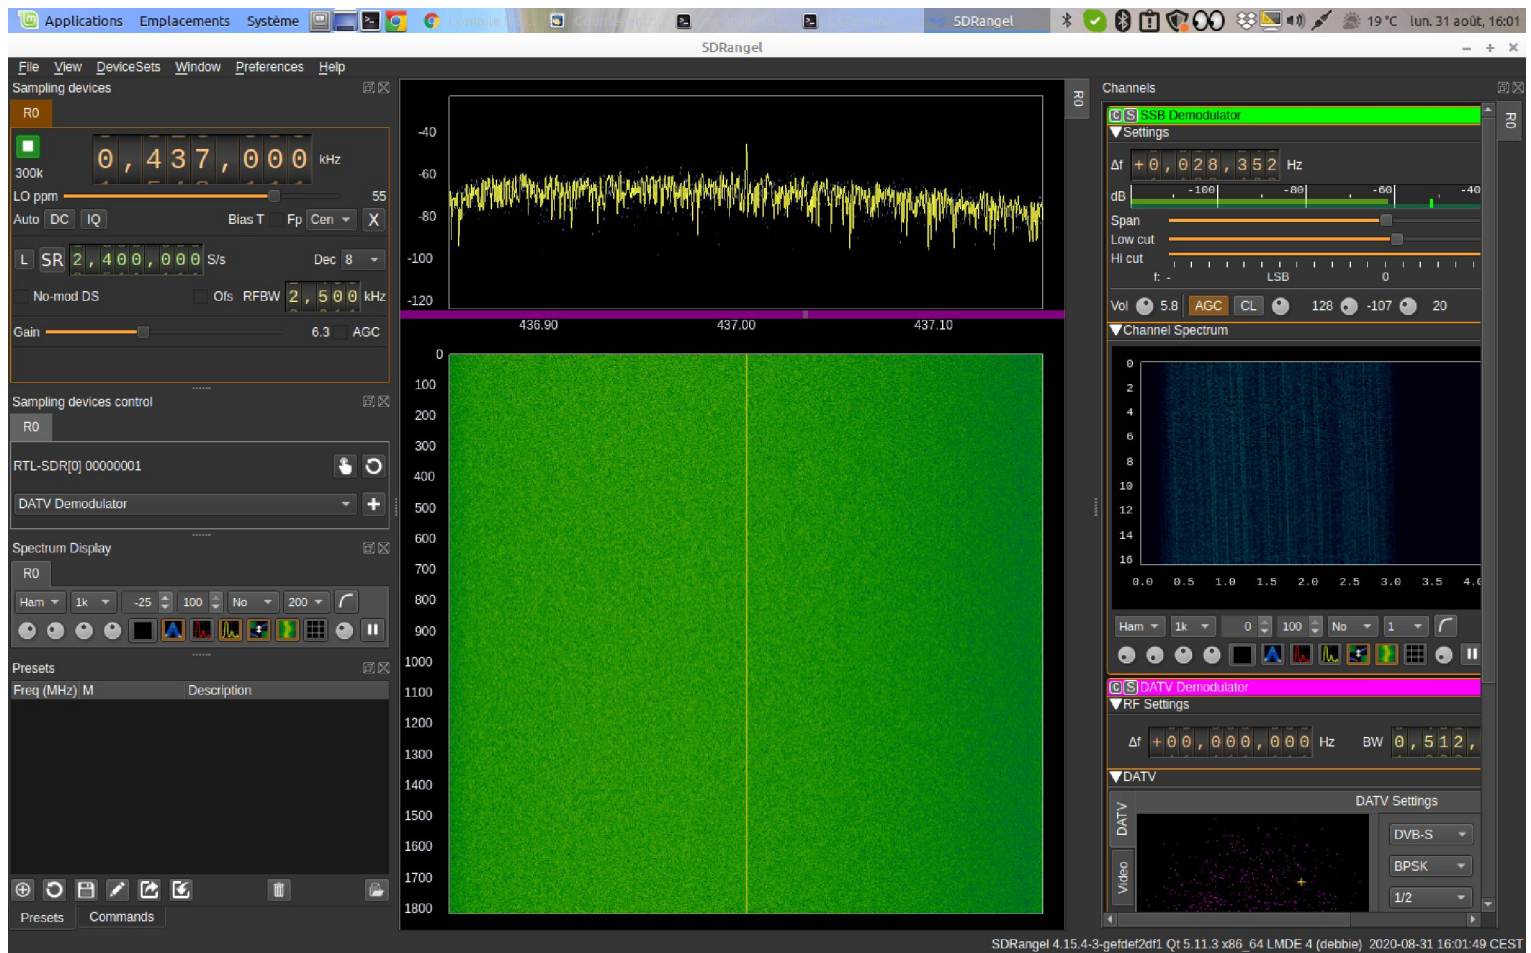 Applications Emplacements Système SDRangel 19 °C lun. 31 août, 16:01
SDRangel
File View DeviceSets Window Preferences Help
Sampling devices
R0
0,437,000 kHz
300k
LO ppm 55
Auto DC IQ Bias T Fp Cen X
L SR 2,400,000 S/s Dec 8
No-mod DS Ofs RFBW 2,500 kHz
Gain 6.3 AGC
Sampling devices control
R0
RTL-SDR[0] 00000001
DATV Demodulator
Spectrum Display
R0
Ham 1k -25 100 No 200
Presets
Freq (MHz) M Description
Presets Commands
-40
-60
-80
-100
-120
436.90 437.00 437.10
0
100
200
300
400
500
600
700
800
900
1000
1100
1200
1300
1400
1500
1600
1700
1800
R0
Channels
R0
C S SSB Demodulator
Settings
Δf +0,028,352 Hz
dB -100 -80 -60 -40
Span
Low cut
Hi cut
f: - LSB 0
Vol 5.8 AGC CL 128 -107 20
Channel Spectrum
0
2
4
6
8
10
12
14
16
0.0 0.5 1.0 1.5 2.0 2.5 3.0 3.5 4.0
Ham 1k 0 100 No 1
C S DATV Demodulator
RF Settings
Δf +00,000,000 Hz BW 0,512,
DATV
DATV
Video
DATV Settings
DVB-S
BPSK
1/2
SDRangel 4.15.4-3-gefdef2df1 Qt 5.11.3 x86_64 LMDE 4 (debbie) 2020-08-31 16:01:49 CEST